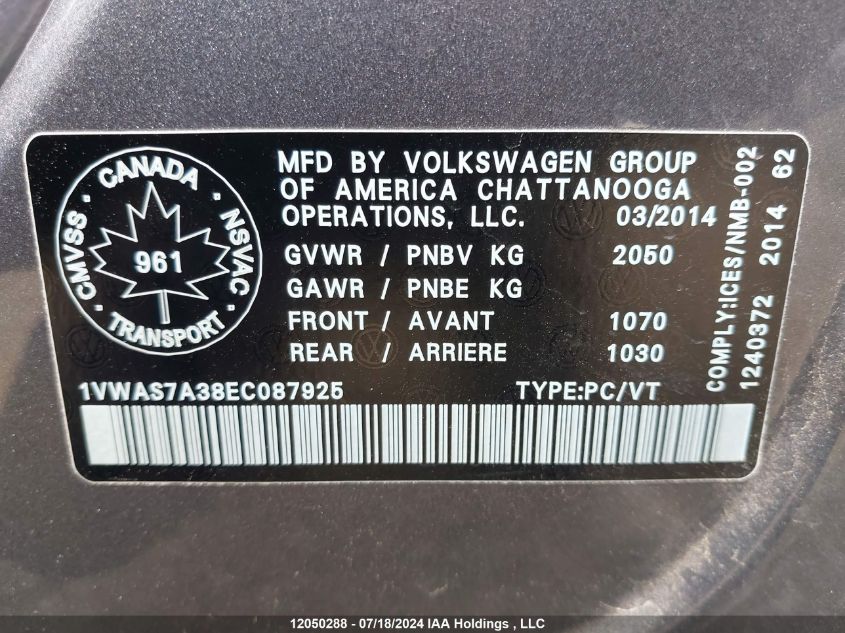 CANADA
CMVSS
NSVAC
961
TRANSPORT
MFD BY VOLKSWAGEN GROUP
OF AMERICA CHATTANOOGA
OPERATIONS, LLC. 03/2014
GVWR / PNBV KG 2050
GAWR / PNBE KG
FRONT / AVANT 1070
REAR / ARRIERE 1030
1VWAS7A38EC087925 TYPE:PC/VT
COMPLY:ICES/NMB-002
1240372 2014 62
12050288 - 07/18/2024 IAA Holdings , LLC